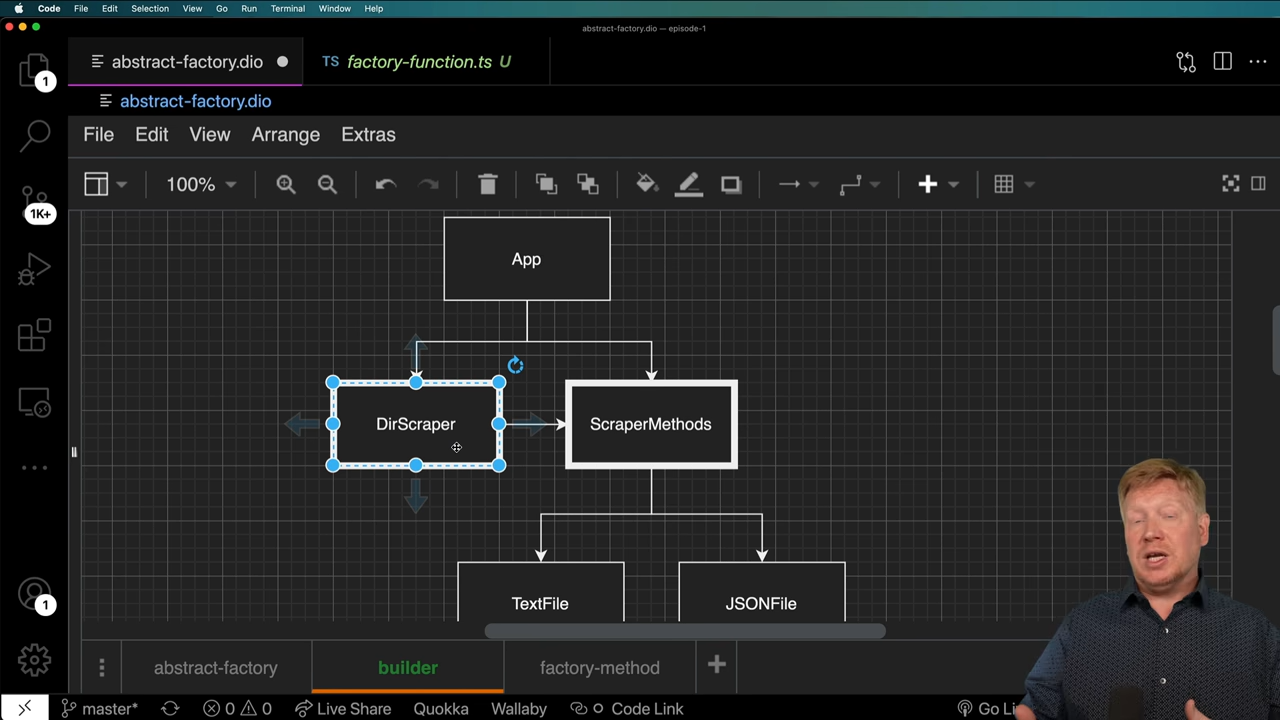 Code File Edit Selection View Go Run Terminal Window Help
abstract-factory.dio — episode-1
abstract-factory.dio
TS factory-function.ts U
1
abstract-factory.dio
File Edit View Arrange Extras
100%
1K+
App
DirScraper
ScraperMethods
TextFile
JSONFile
1
abstract-factory
builder
factory-method
master* 0 0 Live Share Quokka Wallaby Code Link Go Li